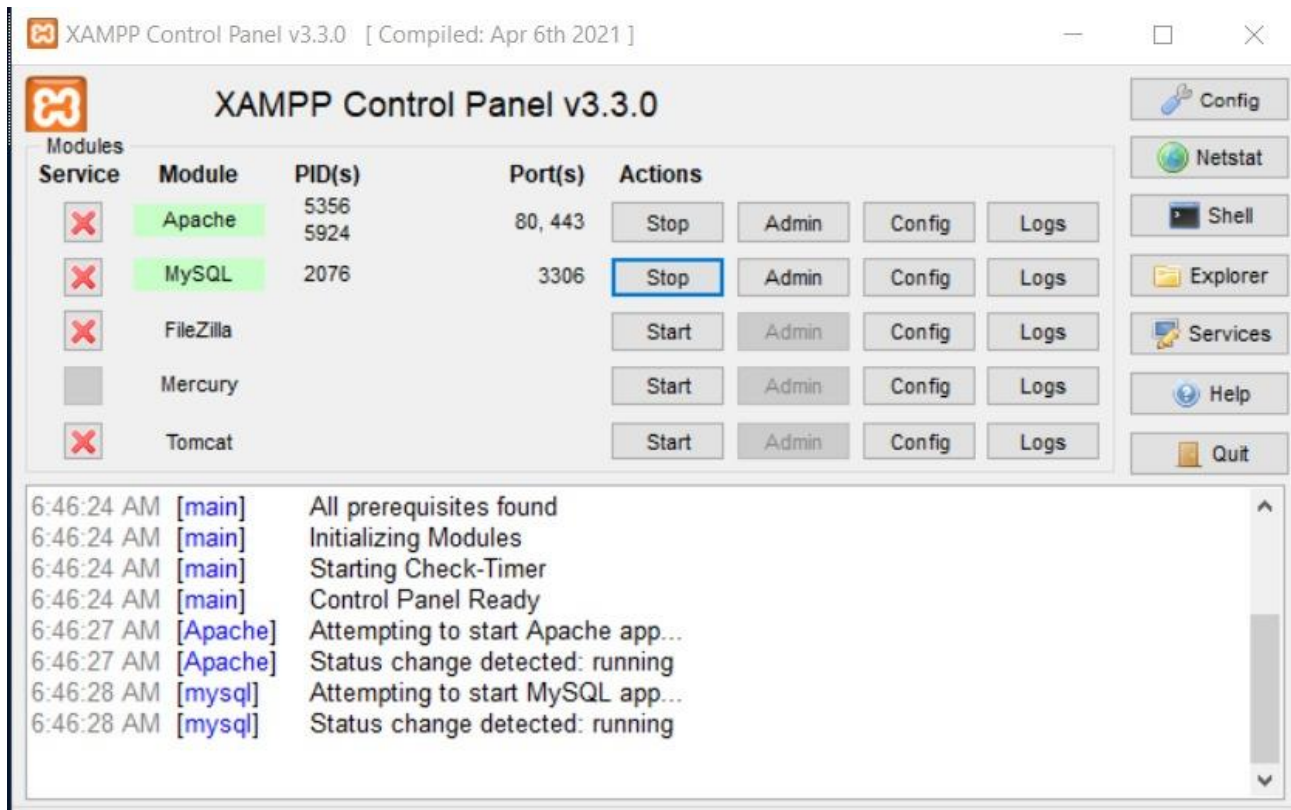 XAMPP Control Panel v3.3.0 [ Compiled: Apr 6th 2021 ]
XAMPP Control Panel v3.3.0
Modules
Service Module PID(s) Port(s) Actions
Apache 5356 5924 80, 443 Stop Admin Config Logs
MySQL 2076 3306 Stop Admin Config Logs
FileZilla Start Admin Config Logs
Mercury Start Admin Config Logs
Tomcat Start Admin Config Logs
Config
Netstat
Shell
Explorer
Services
Help
Quit
6:46:24 AM [main] All prerequisites found
6:46:24 AM [main] Initializing Modules
6:46:24 AM [main] Starting Check-Timer
6:46:24 AM [main] Control Panel Ready
6:46:27 AM [Apache] Attempting to start Apache app...
6:46:27 AM [Apache] Status change detected: running
6:46:28 AM [mysql] Attempting to start MySQL app...
6:46:28 AM [mysql] Status change detected: running